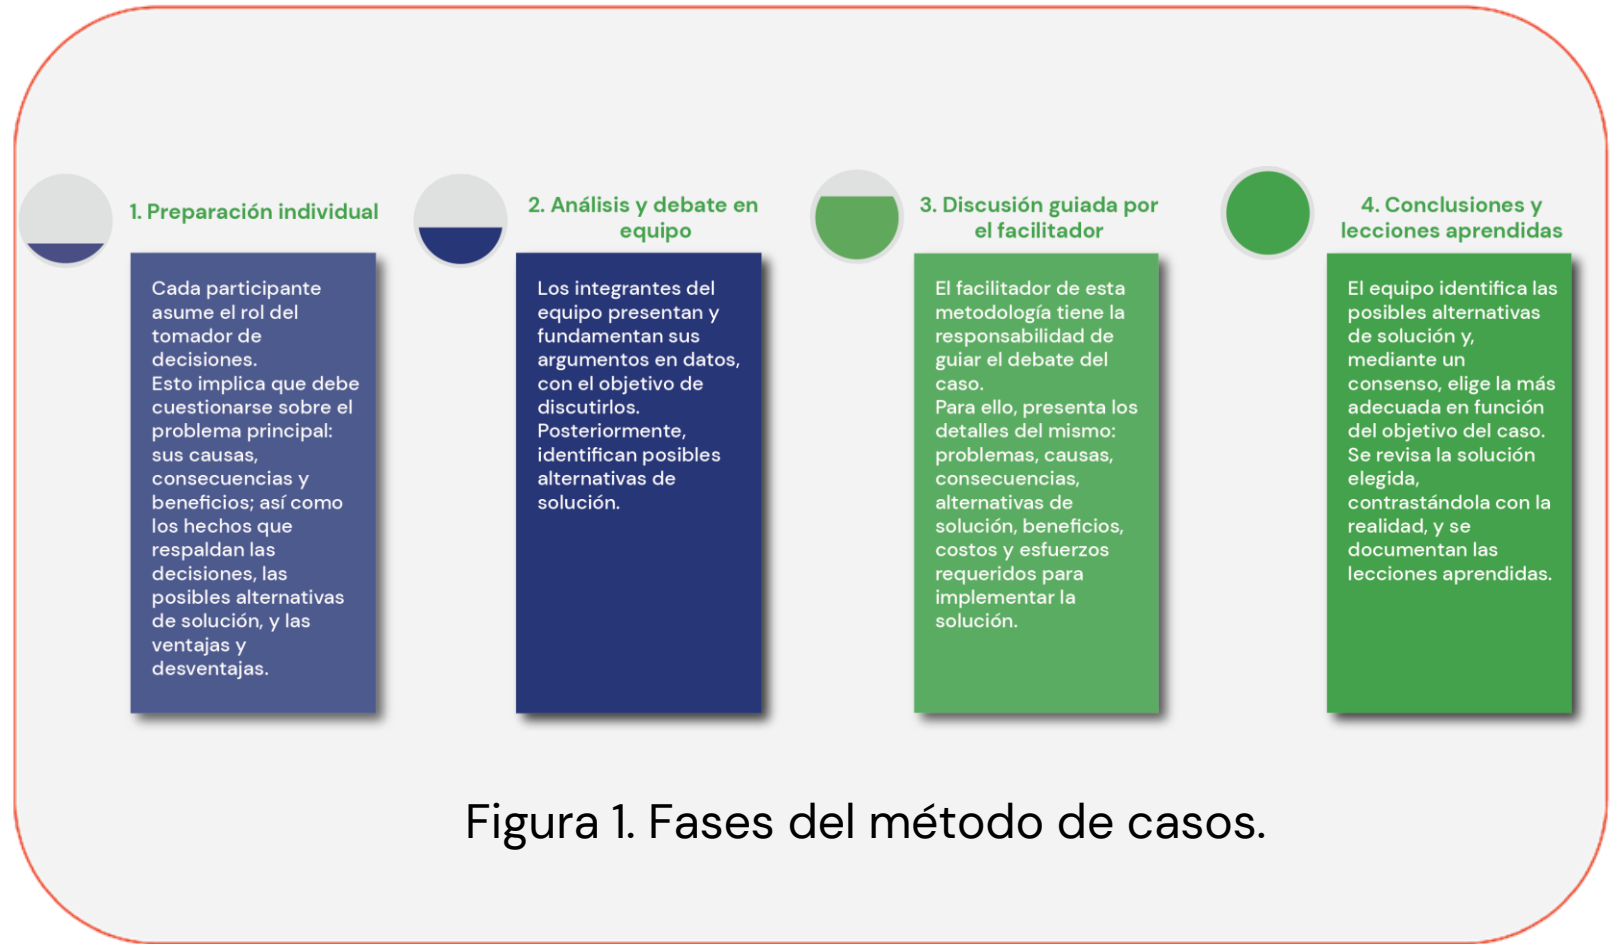 1. Preparación individual
Cada participante
asume el rol del
tomador de
decisiones.
Esto implica que debe
cuestionarse sobre el
problema principal:
sus causas,
consecuencias y
beneficios; así como
los hechos que
respaldan las
decisiones, las
posibles alternativas
de solución, y las
ventajas y
desventajas.
2. Análisis y debate en
equipo
Los integrantes del
equipo presentan y
fundamentan sus
argumentos en datos,
con el objetivo de
discutirlos.
Posteriormente,
identifican posibles
alternativas de
solución.
3. Discusión guiada por
el facilitador
El facilitador de esta
metodología tiene la
responsabilidad de
guiar el debate del
caso.
Para ello, presenta los
detalles del mismo:
problemas, causas,
consecuencias,
alternativas de
solución, beneficios,
costos y esfuerzos
requeridos para
implementar la
solución.
4. Conclusiones y
lecciones aprendidas
El equipo identifica las
posibles alternativas
de solución y,
mediante un
consenso, elige la más
adecuada en función
del objetivo del caso.
Se revisa la solución
elegida,
contrastándola con la
realidad, y se
documentan las
lecciones aprendidas.
Figura 1. Fases del método de casos.